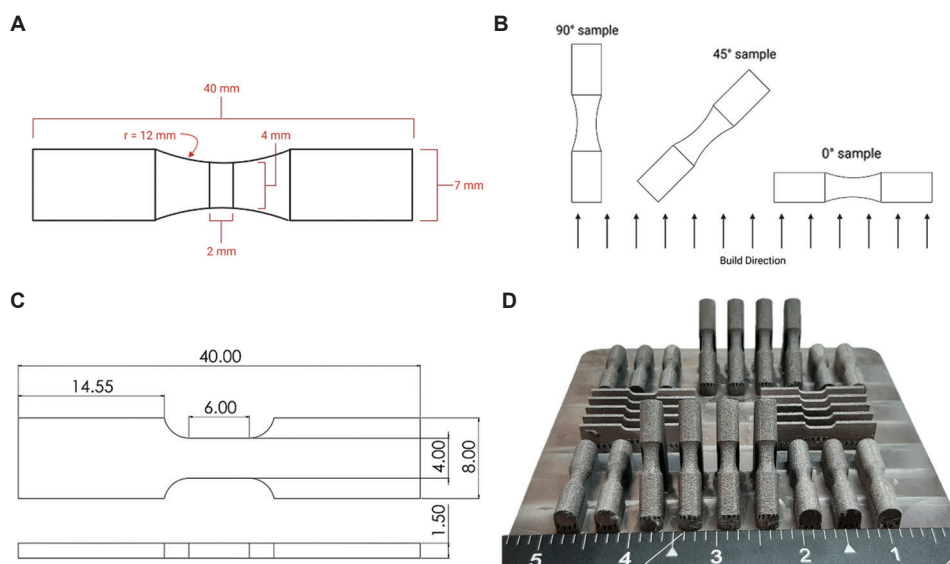 A
40 mm
r = 12 mm
4 mm
7 mm
2 mm
B
90° sample
45° sample
0° sample
Build Direction
C
40.00
14.55
6.00
4.00
8.00
1.50
D
5 4 3 2 1